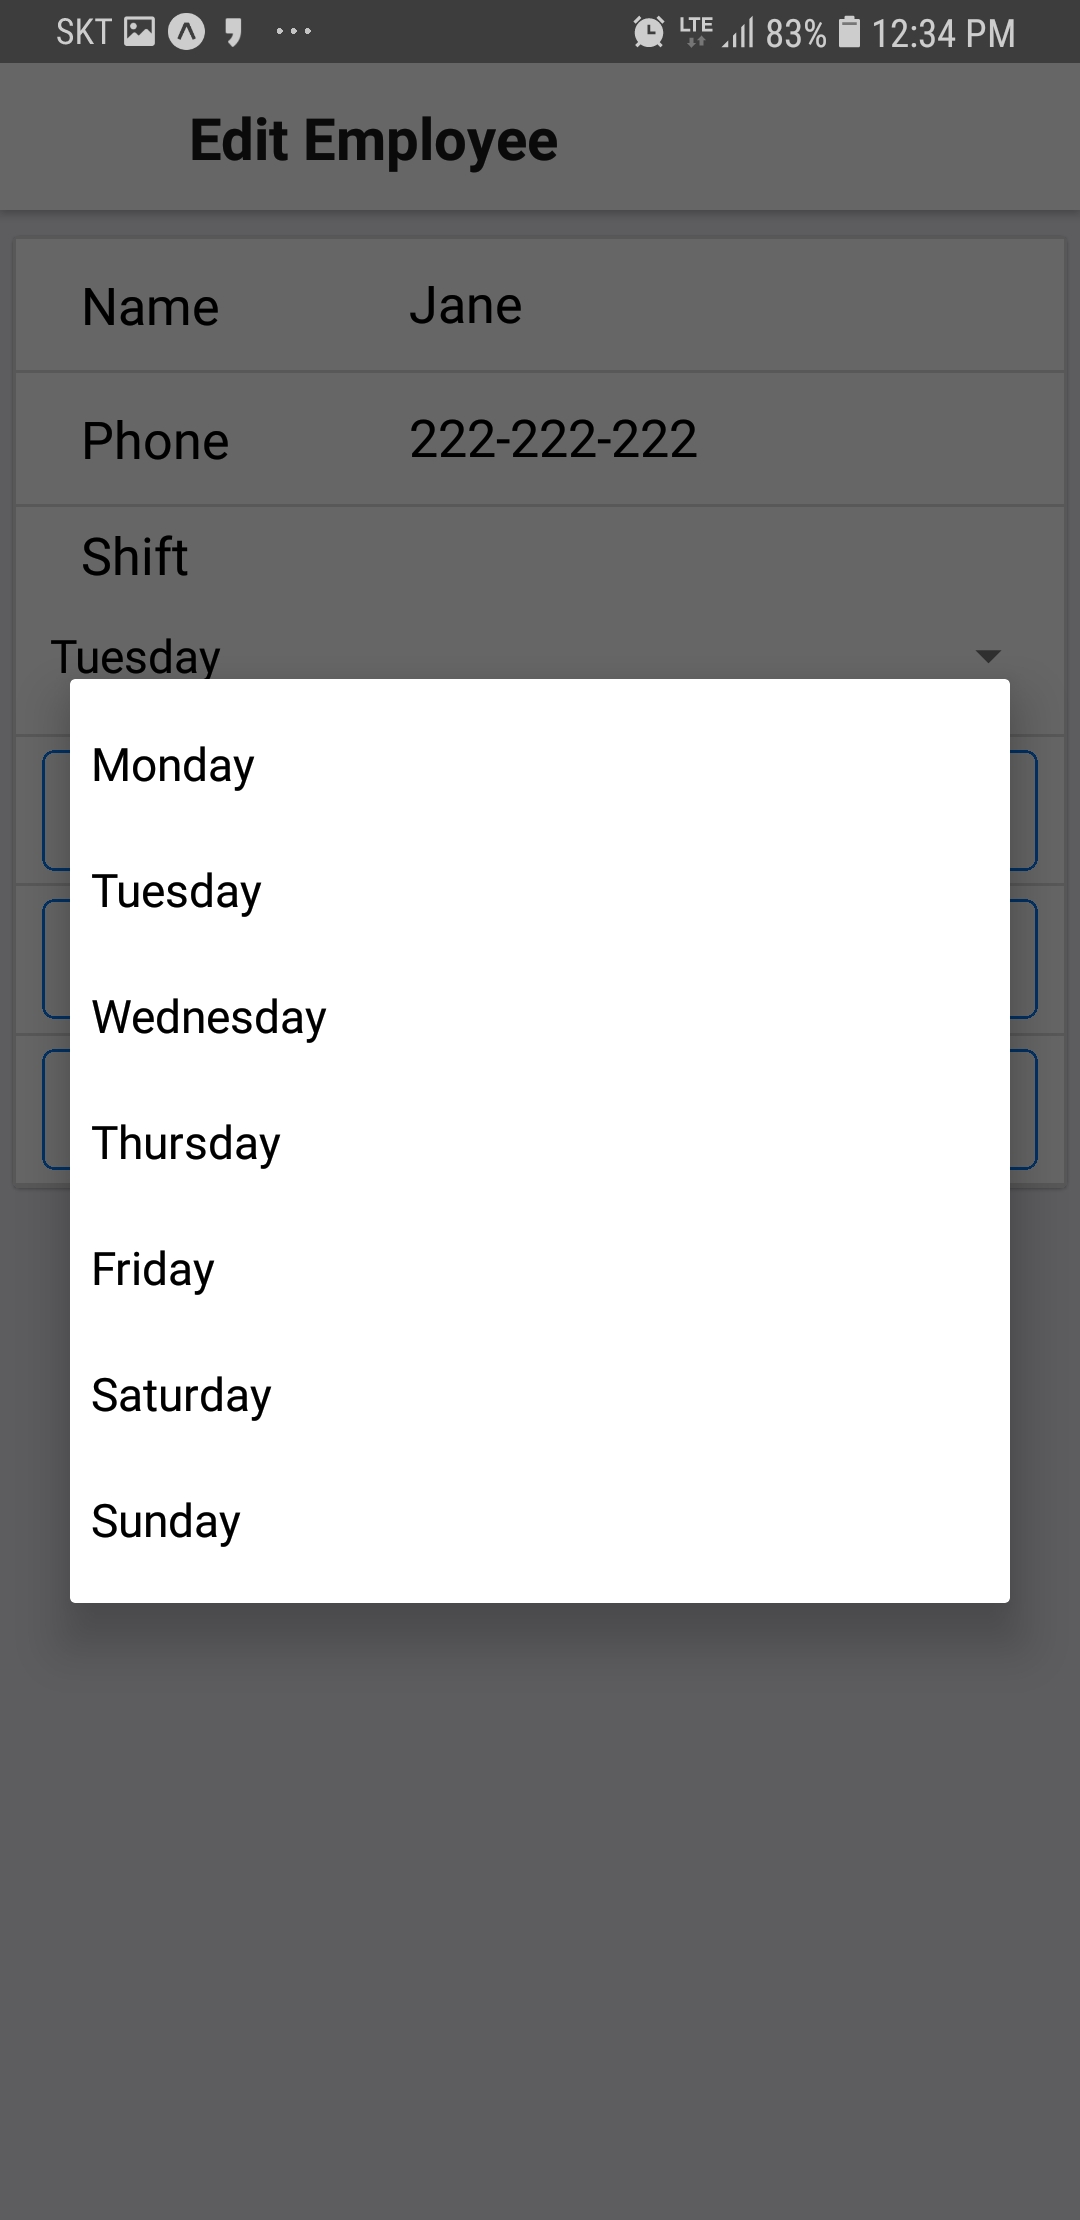 SKT ... LTE 83% 12:34 PM
Edit Employee
Name Jane
Phone 222-222-222
Shift
Tuesday
Monday
Tuesday
Wednesday
Thursday
Friday
Saturday
Sunday